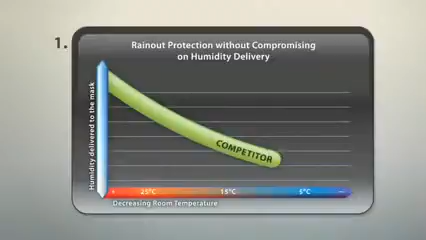 1.
Rainout Protection without Compromising
on Humidity Delivery
Humidity delivered to the mask
COMPETITOR
25°C
15°C
5°C
Decreasing Room Temperature